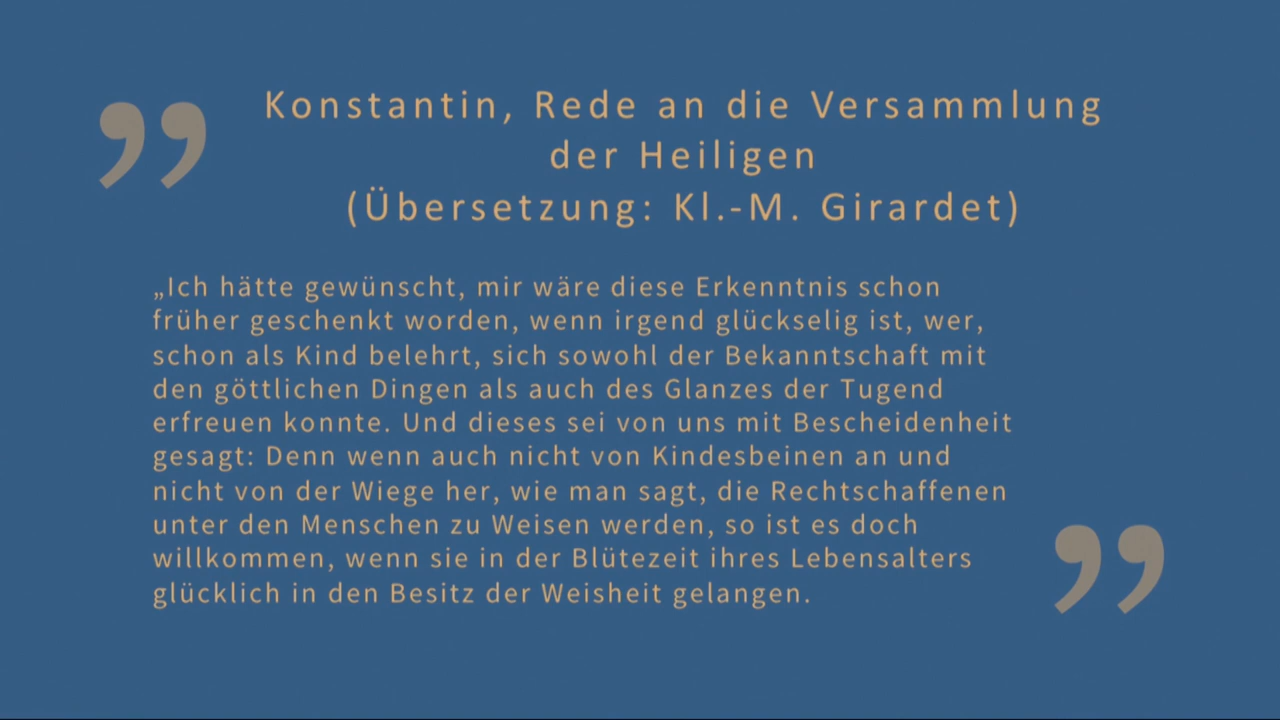 Konstantin, Rede an die Versammlung
der Heiligen
(Übersetzung: Kl.-M. Girardet)
„Ich hätte gewünscht, mir wäre diese Erkenntnis schon
früher geschenkt worden, wenn irgend glückselig ist, wer,
schon als Kind belehrt, sich sowohl der Bekanntschaft mit
den göttlichen Dingen als auch des Glanzes der Tugend
erfreuen konnte. Und dieses sei von uns mit Bescheidenheit
gesagt: Denn wenn auch nicht von Kindesbeinen an und
nicht von der Wiege her, wie man sagt, die Rechtschaffenen
unter den Menschen zu Weisen werden, so ist es doch
willkommen, wenn sie in der Blütezeit ihres Lebensalters
glücklich in den Besitz der Weisheit gelangen.